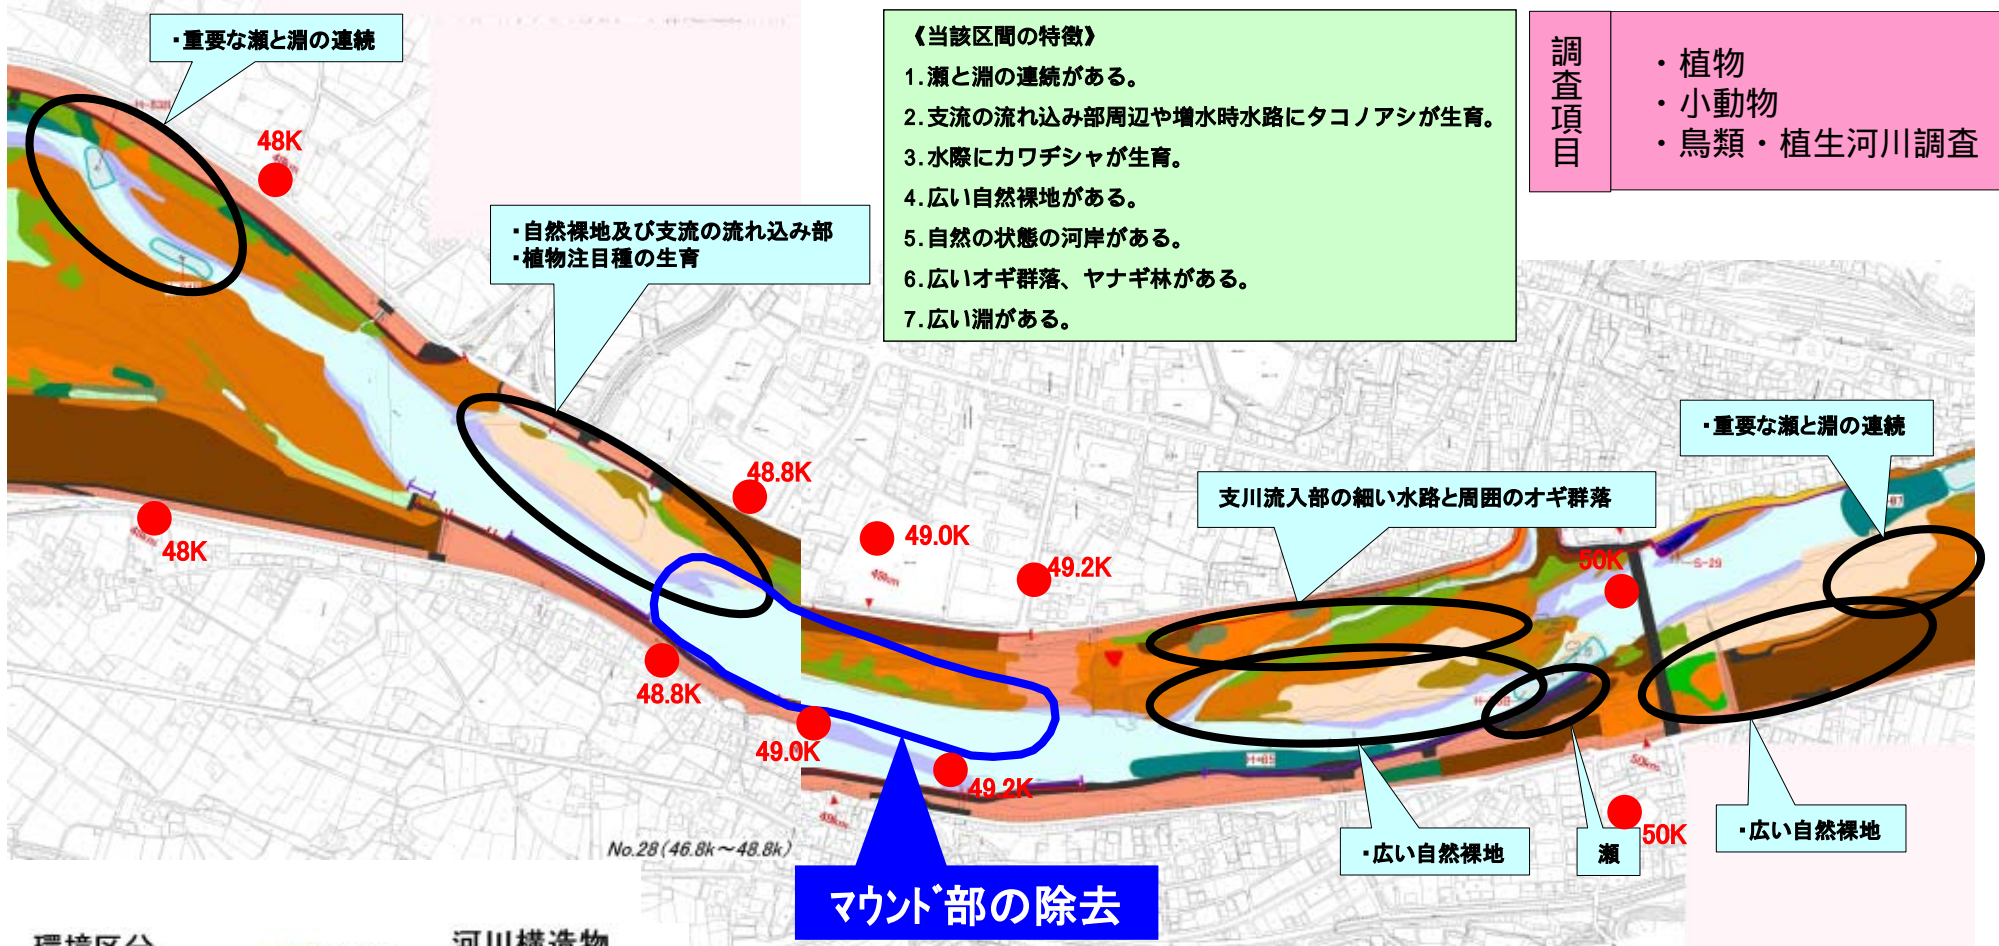 ・重要な瀬と淵の連続
《当該区間の特徴》
1.瀬と淵の連続がある。
2.支流の流れ込み部周辺や増水時水路にタコノアシが生育。
3.水際にカワヂシャが生育。
4.広い自然裸地がある。
5.自然の状態の河岸がある。
6.広いオギ群落、ヤナギ林がある。
7.広い淵がある。
調査項目
・植物
・小動物
・鳥類・植生河川調査
48K
・自然裸地及び支流の流れ込み部
・植物注目種の生育
・重要な瀬と淵の連続
支川流入部の細い水路と周囲のオギ群落
48.8K
49.0K
49.2K
50K
48K
48.8K
49.0K
49.2K
50K
49km
49km
50km
S-29
H-85
No.28(46.8k～48.8k)
・広い自然裸地
瀬
・広い自然裸地
マウンド部の除去
環境区分
河川構造物